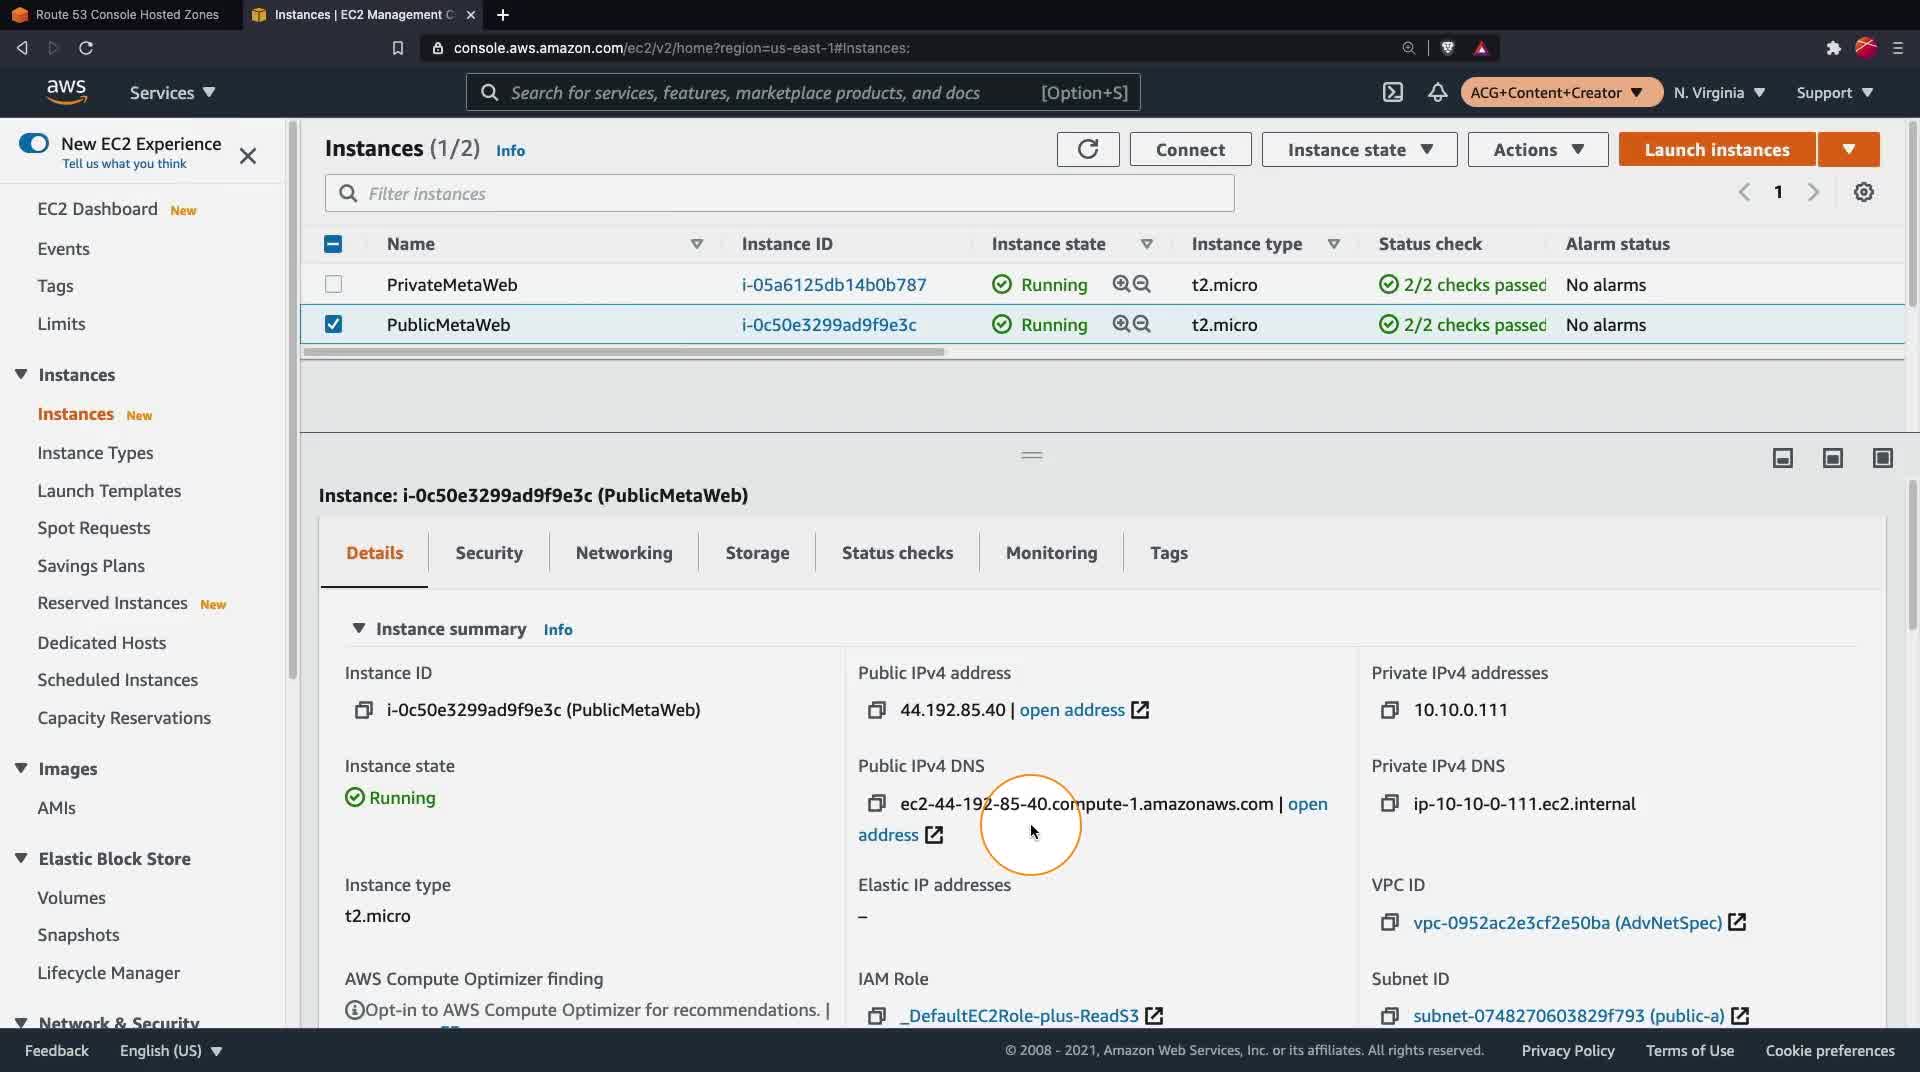 Route 53 Console Hosted Zones
Instances | EC2 Management C
console.aws.amazon.com/ec2/v2/home?region=us-east-1#Instances:
aws
Services
Search for services, features, marketplace products, and docs
[Option+S]
ACG+Content+Creator
N. Virginia
Support
New EC2 Experience
Tell us what you think
EC2 Dashboard New
Events
Tags
Limits
Instances
Instances New
Instance Types
Launch Templates
Spot Requests
Savings Plans
Reserved Instances New
Dedicated Hosts
Scheduled Instances
Capacity Reservations
Images
AMIs
Elastic Block Store
Volumes
Snapshots
Lifecycle Manager
Network & Security
Instances (1/2) Info
Connect
Instance state
Actions
Launch instances
Filter instances
1
Name Instance ID Instance state Instance type Status check Alarm status
PrivateMetaWeb i-05a6125db14b0b787 Running t2.micro 2/2 checks passed No alarms
PublicMetaWeb i-0c50e3299ad9f9e3c Running t2.micro 2/2 checks passed No alarms
Instance: i-0c50e3299ad9f9e3c (PublicMetaWeb)
Details Security Networking Storage Status checks Monitoring Tags
Instance summary Info
Instance ID
i-0c50e3299ad9f9e3c (PublicMetaWeb)
Public IPv4 address
44.192.85.40 | open address
Private IPv4 addresses
10.10.0.111
Instance state
Running
Public IPv4 DNS
ec2-44-192-85-40.compute-1.amazonaws.com | open
address
Private IPv4 DNS
ip-10-10-0-111.ec2.internal
Instance type
t2.micro
Elastic IP addresses
–
VPC ID
vpc-0952ac2e3cf2e50ba (AdvNetSpec)
AWS Compute Optimizer finding
Opt-in to AWS Compute Optimizer for recommendations. |
IAM Role
_DefaultEC2Role-plus-ReadS3
Subnet ID
subnet-0748270603829f793 (public-a)
Feedback
English (US)
© 2008 - 2021, Amazon Web Services, Inc. or its affiliates. All rights reserved.
Privacy Policy
Terms of Use
Cookie preferences